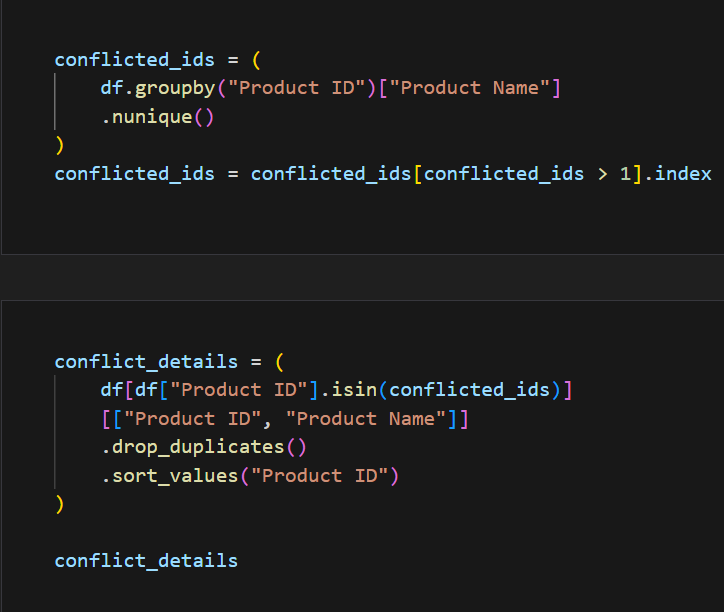 conflicted_ids = (
    df.groupby("Product ID")["Product Name"]
    .nunique()
)
conflicted_ids = conflicted_ids[conflicted_ids > 1].index
conflict_details = (
    df[df["Product ID"].isin(conflicted_ids)]
    [["Product ID", "Product Name"]]
    .drop_duplicates()
    .sort_values("Product ID")
)
conflict_details